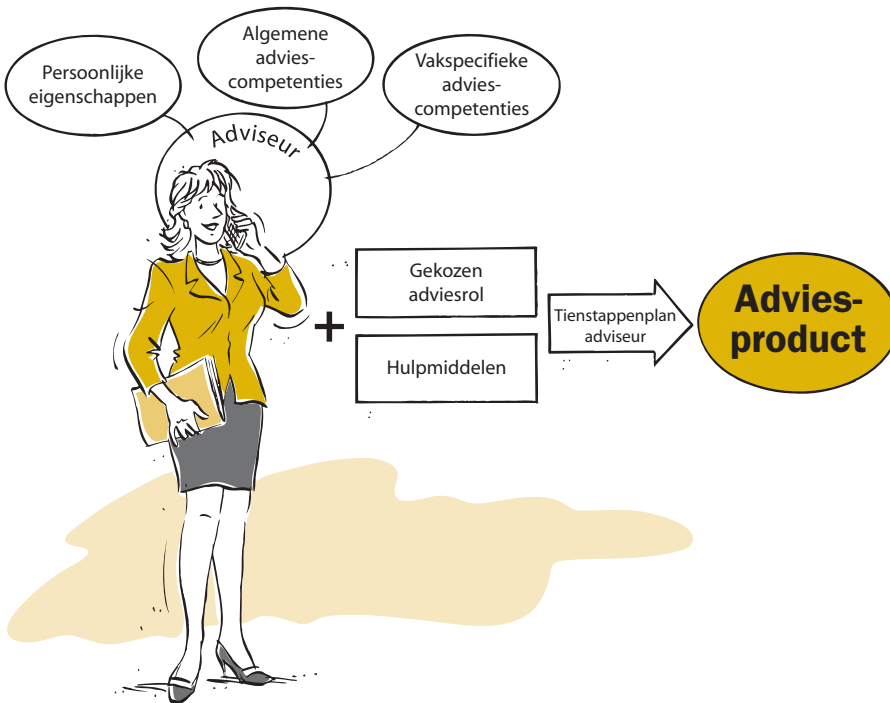 Persoonlijke
eigenschappen
Algemene
advies-
competenties
Vakspecifieke
advies-
competenties
Adviseur
+
Gekozen
adviesrol
Hulpmiddelen
Tienstappenplan
adviseur
Advies-
product